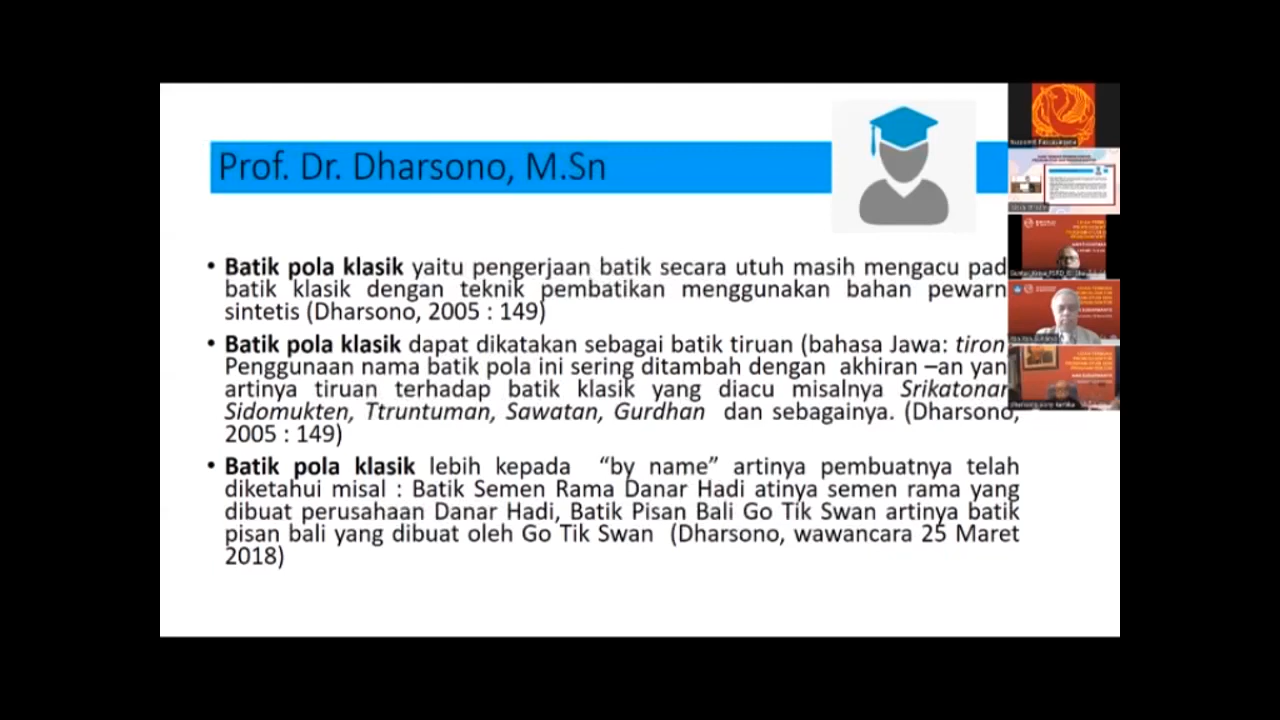 Prof. Dr. Dharsono, M.Sn
• Batik pola klasik yaitu pengerjaan batik secara utuh masih mengacu pad
batik klasik dengan teknik pembatikan menggunakan bahan pewarn
sintetis (Dharsono, 2005 : 149)
• Batik pola klasik dapat dikatakan sebagai batik tiruan (bahasa Jawa: tiron
Penggunaan nama batik pola ini sering ditambah dengan akhiran –an yan
artinya tiruan terhadap batik klasik yang diacu misalnya Srikatonan
Sidomukten, Ttruntuman, Sawatan, Gurdhan dan sebagainya. (Dharsono,
2005 : 149)
• Batik pola klasik lebih kepada “by name” artinya pembuatnya telah
diketahui misal : Batik Semen Rama Danar Hadi atinya semen rama yang
dibuat perusahaan Danar Hadi, Batik Pisan Bali Go Tik Swan artinya batik
pisan bali yang dibuat oleh Go Tik Swan (Dharsono, wawancara 25 Maret
2018)